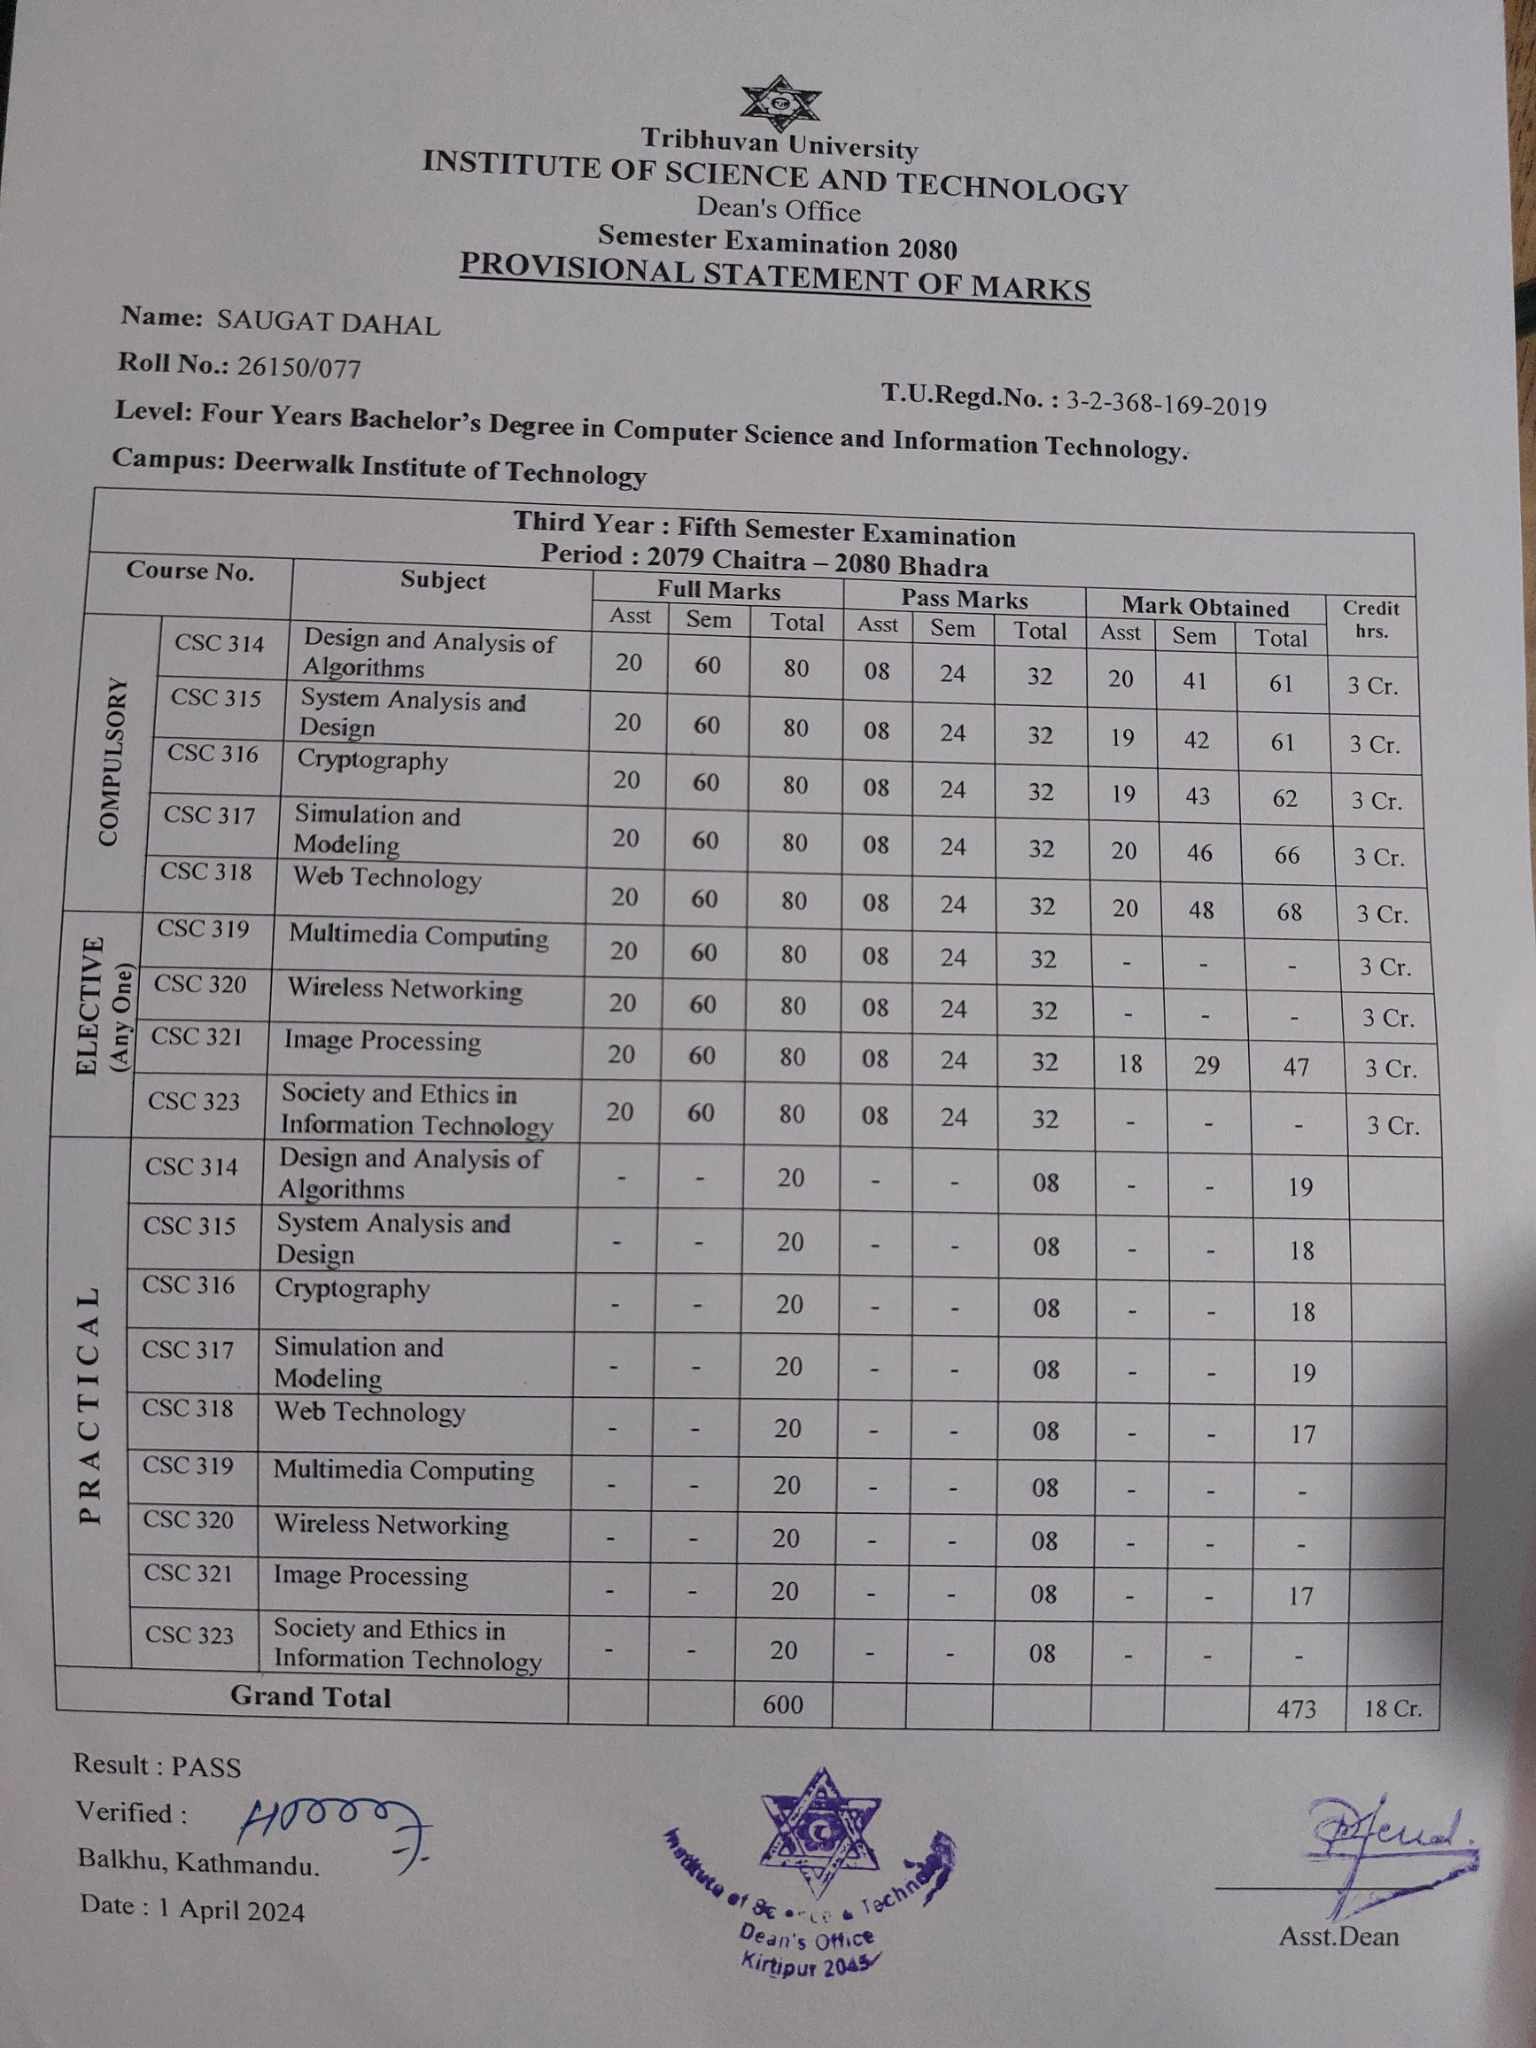 Tribhuvan University
INSTITUTE OF SCIENCE AND TECHNOLOGY
Dean's Office
Semester Examination 2080
PROVISIONAL STATEMENT OF MARKS
Name: SAUGAT DAHAL
Roll No.: 26150/077
T.U.Regd.No. : 3-2-368-169-2019
Level: Four Years Bachelor's Degree in Computer Science and Information Technology.
Campus: Deerwalk Institute of Technology
Third Year : Fifth Semester Examination
Period : 2079 Chaitra – 2080 Bhadra
Course No. Subject Full Marks Pass Marks Mark Obtained Credit hrs.
Asst Sem Total Asst Sem Total Asst Sem Total
COMPULSORY
CSC 314 Design and Analysis of Algorithms 20 60 80 08 24 32 20 41 61 3 Cr.
CSC 315 System Analysis and Design 20 60 80 08 24 32 19 42 61 3 Cr.
CSC 316 Cryptography 20 60 80 08 24 32 19 43 62 3 Cr.
CSC 317 Simulation and Modeling 20 60 80 08 24 32 20 46 66 3 Cr.
CSC 318 Web Technology 20 60 80 08 24 32 20 48 68 3 Cr.
ELECTIVE
(Any One)
CSC 319 Multimedia Computing 20 60 80 08 24 32 - - - 3 Cr.
CSC 320 Wireless Networking 20 60 80 08 24 32 - - - 3 Cr.
CSC 321 Image Processing 20 60 80 08 24 32 18 29 47 3 Cr.
CSC 323 Society and Ethics in Information Technology 20 60 80 08 24 32 - - - 3 Cr.
PRACTICAL
CSC 314 Design and Analysis of Algorithms - - 20 - - 08 - - 19
CSC 315 System Analysis and Design - - 20 - - 08 - - 18
CSC 316 Cryptography - - 20 - - 08 - - 18
CSC 317 Simulation and Modeling - - 20 - - 08 - - 19
CSC 318 Web Technology - - 20 - - 08 - - 17
CSC 319 Multimedia Computing - - 20 - - 08 - - -
CSC 320 Wireless Networking - - 20 - - 08 - - -
CSC 321 Image Processing - - 20 - - 08 - - 17
CSC 323 Society and Ethics in Information Technology - - 20 - - 08 - - -
Grand Total 600 473 18 Cr.
Result : PASS
Verified :
Balkhu, Kathmandu.
Date : 1 April 2024
Institute of
Dean's Office
Kirtipur 2045
Asst.Dean